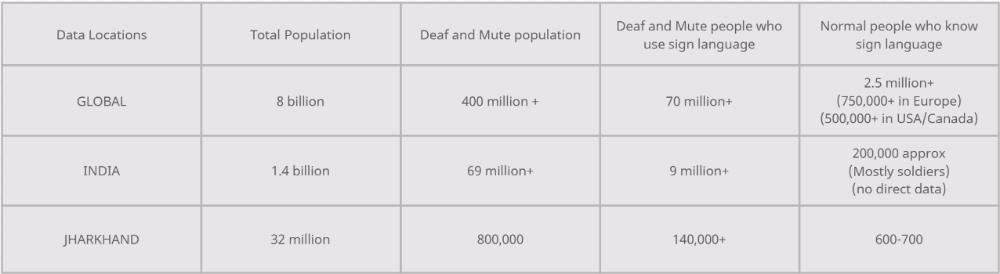 Data Locations
Total Population
Deaf and Mute population
Deaf and Mute people who
use sign language
Normal people who know
sign language
GLOBAL
8 billion
400 million +
70 million+
2.5 million+
(750,000+ in Europe)
(500,000+ in USA/Canada)
INDIA
1.4 billion
69 million+
9 million+
200,000 approx
(Mostly soldiers)
(no direct data)
JHARKHAND
32 million
800,000
140,000+
600-700